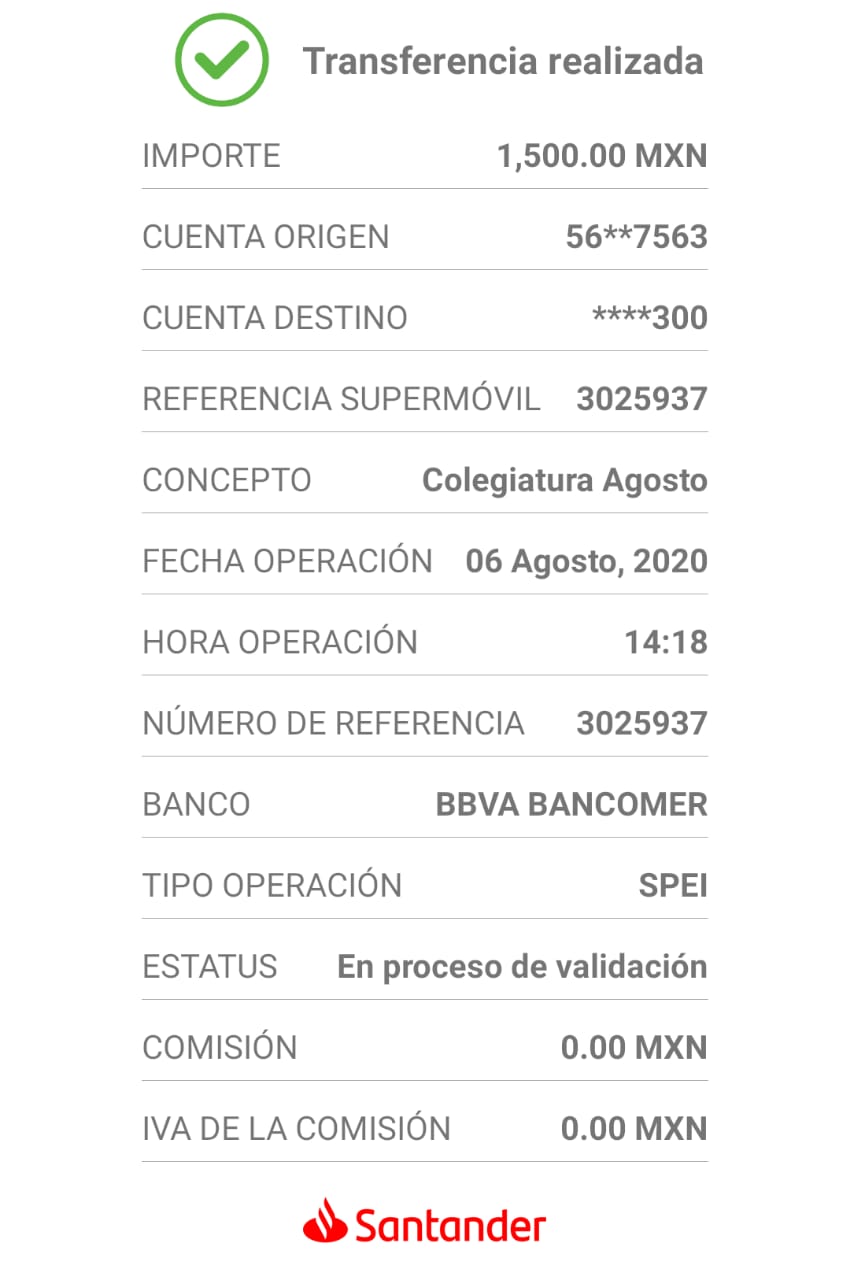 Transferencia realizada
IMPORTE 1,500.00 MXN
CUENTA ORIGEN 56**7563
CUENTA DESTINO ****300
REFERENCIA SUPERMÓVIL 3025937
CONCEPTO Colegiatura Agosto
FECHA OPERACIÓN 06 Agosto, 2020
HORA OPERACIÓN 14:18
NÚMERO DE REFERENCIA 3025937
BANCO BBVA BANCOMER
TIPO OPERACIÓN SPEI
ESTATUS En proceso de validación
COMISIÓN 0.00 MXN
IVA DE LA COMISIÓN 0.00 MXN
Santander